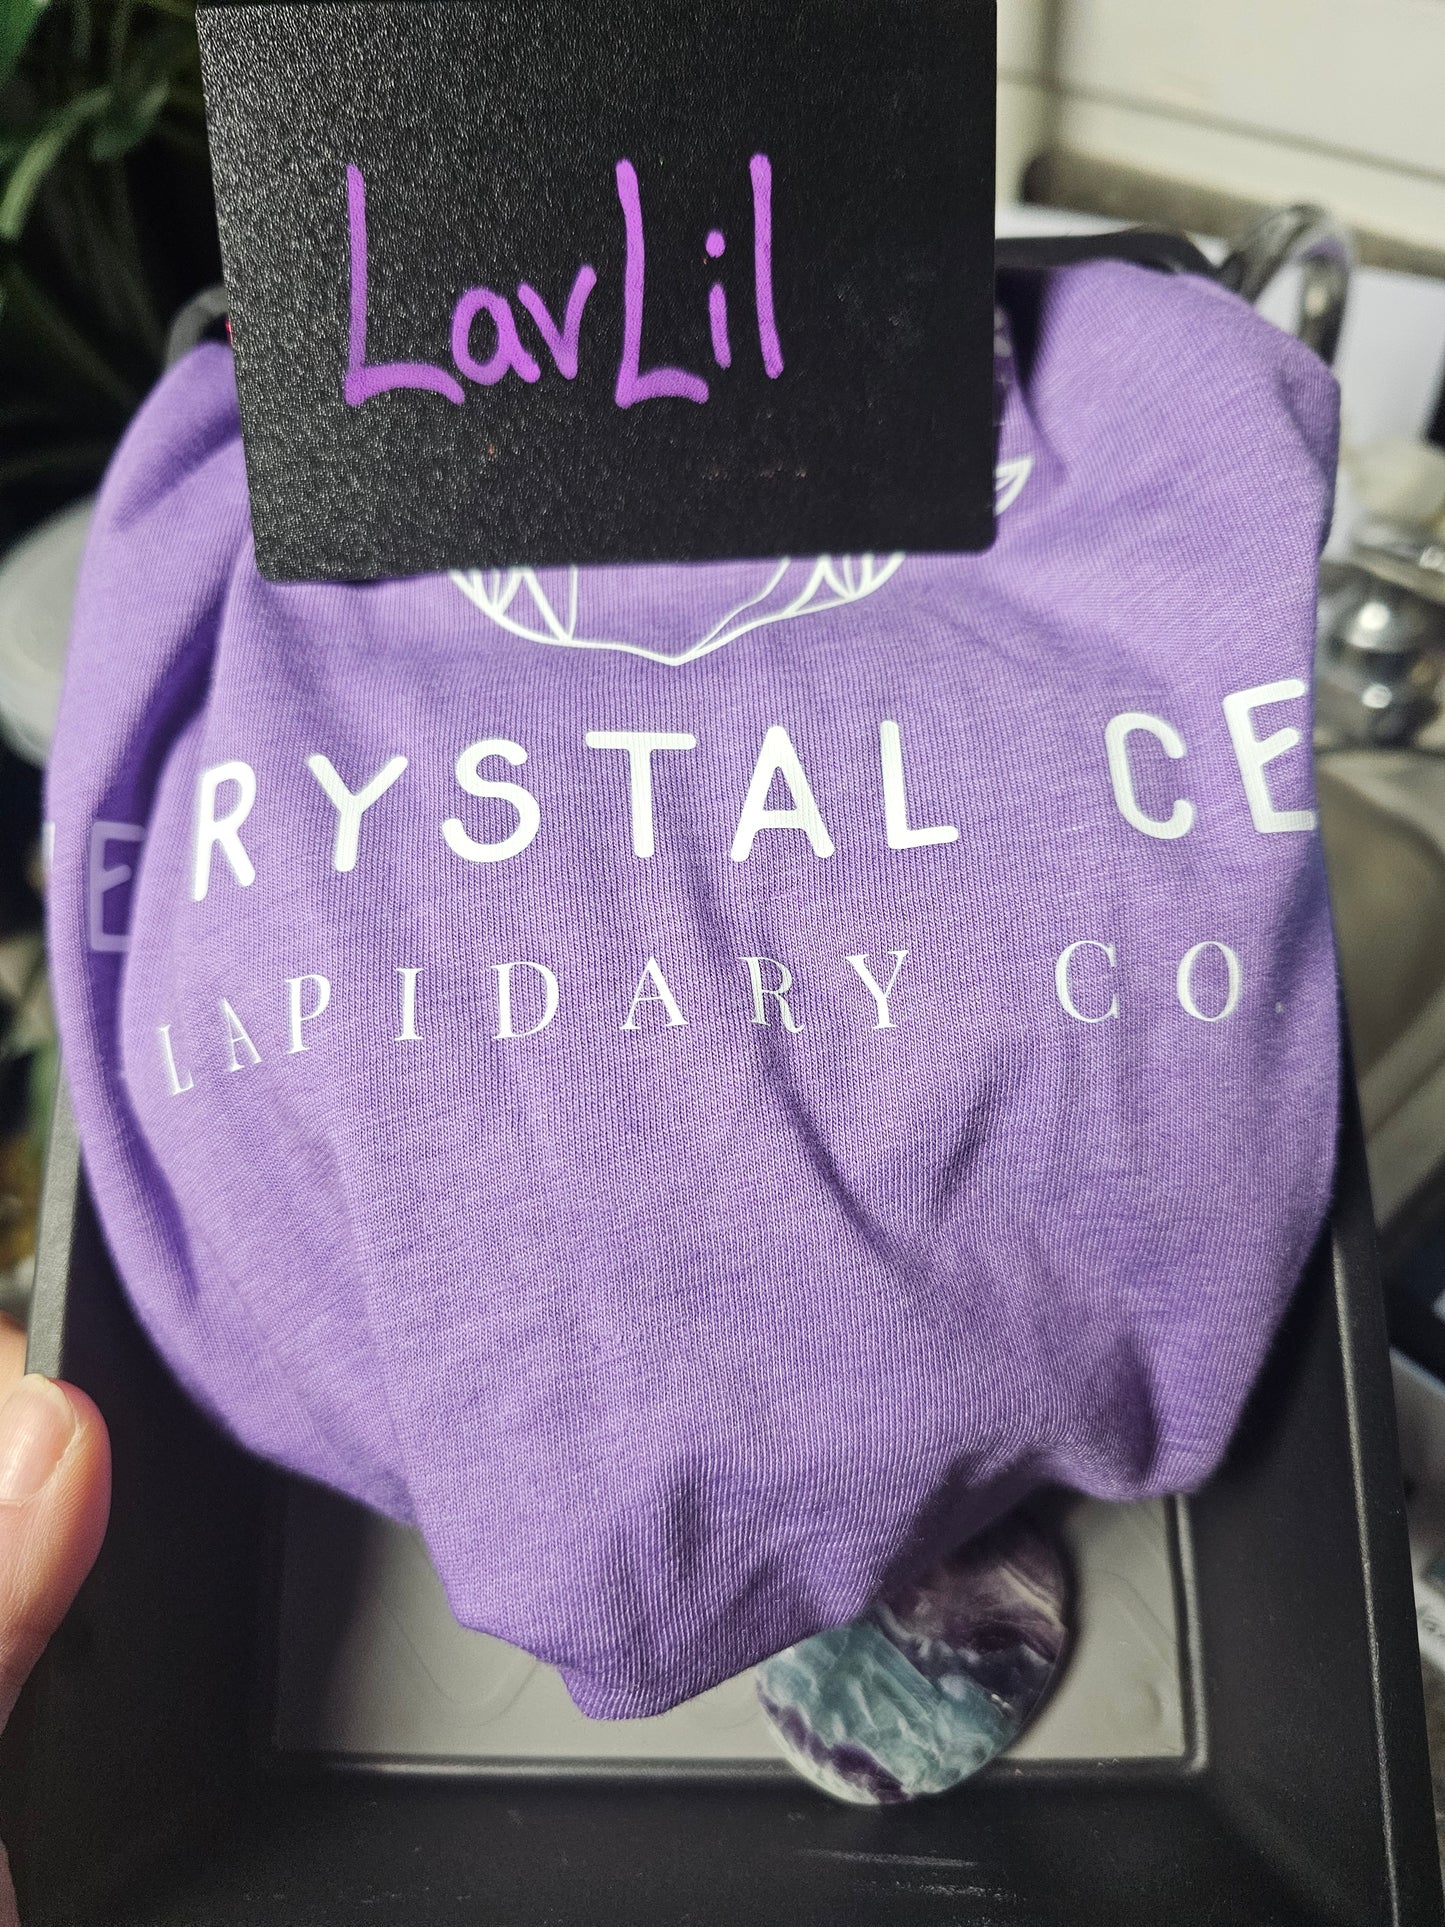 LavLil
RYSTAL CE
E
LAPIDARY CO.